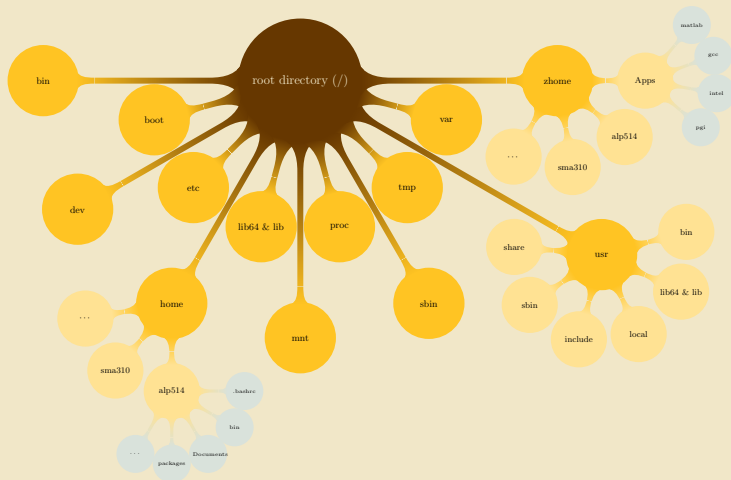 root directory (/)
bin
boot
dev
etc
lib64 & lib
home
...
sma310
alp514
...
packages
Documents
bin
.bashrc
mnt
proc
sbin
tmp
var
usr
share
sbin
include
local
lib64 & lib
bin
zhome
...
sma310
alp514
Apps
pgi
intel
gcc
matlab